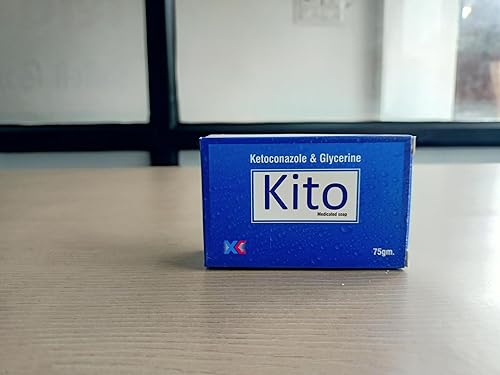 Ketoconazole & Glycerine
Kito
Medicated soap
75gm.